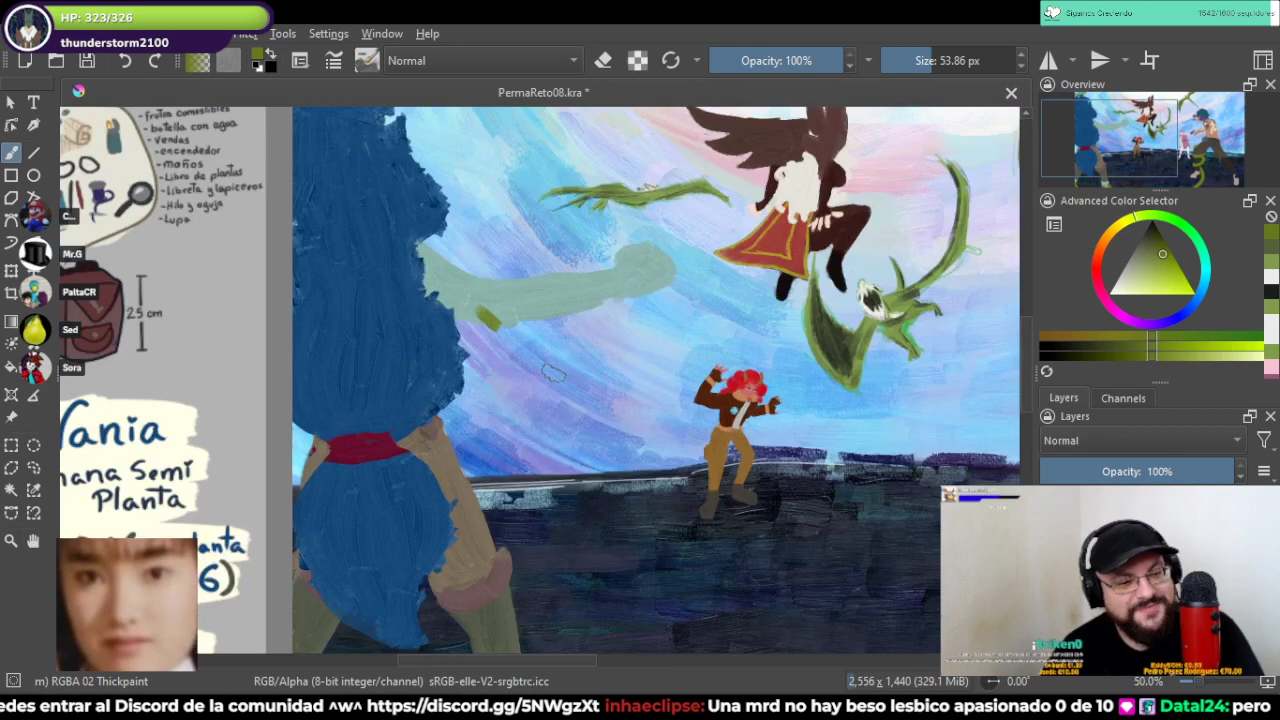 HP: 323/326
thunderstorm2100
Tools Settings Window Help
Normal
Opacity: 100%
Size: 53.86 px
PermaReto08.kra *
Sigamos Creciendo
1542/1600 seguidores
Overview
Advanced Color Selector
Layers Channels
Layers
Normal
Opacity: 100%
- frutos comestibles
- botella con agua
- vendas
- encendedor
- moños
- Libro de plantas
- Libreta y lapiceros
- Hilo y aguja
- Lupa
25 cm
Vania
Semi
Planta
C...
Mr.G
PaltaCR
Sed
Sora
m) RGBA 02 Thickpaint
RGB/Alpha (8-bit integer/channel) sRGB
2,556 x 1,440 (329.1 MiB)
0.00°
50.0%
edes entrar al Discord de la comunidad ^w^ https://discord.gg/5NWgzXt inhaeclipse: Una mrd no hay beso lesbico apasionado 0 de 10 Datal24: pero